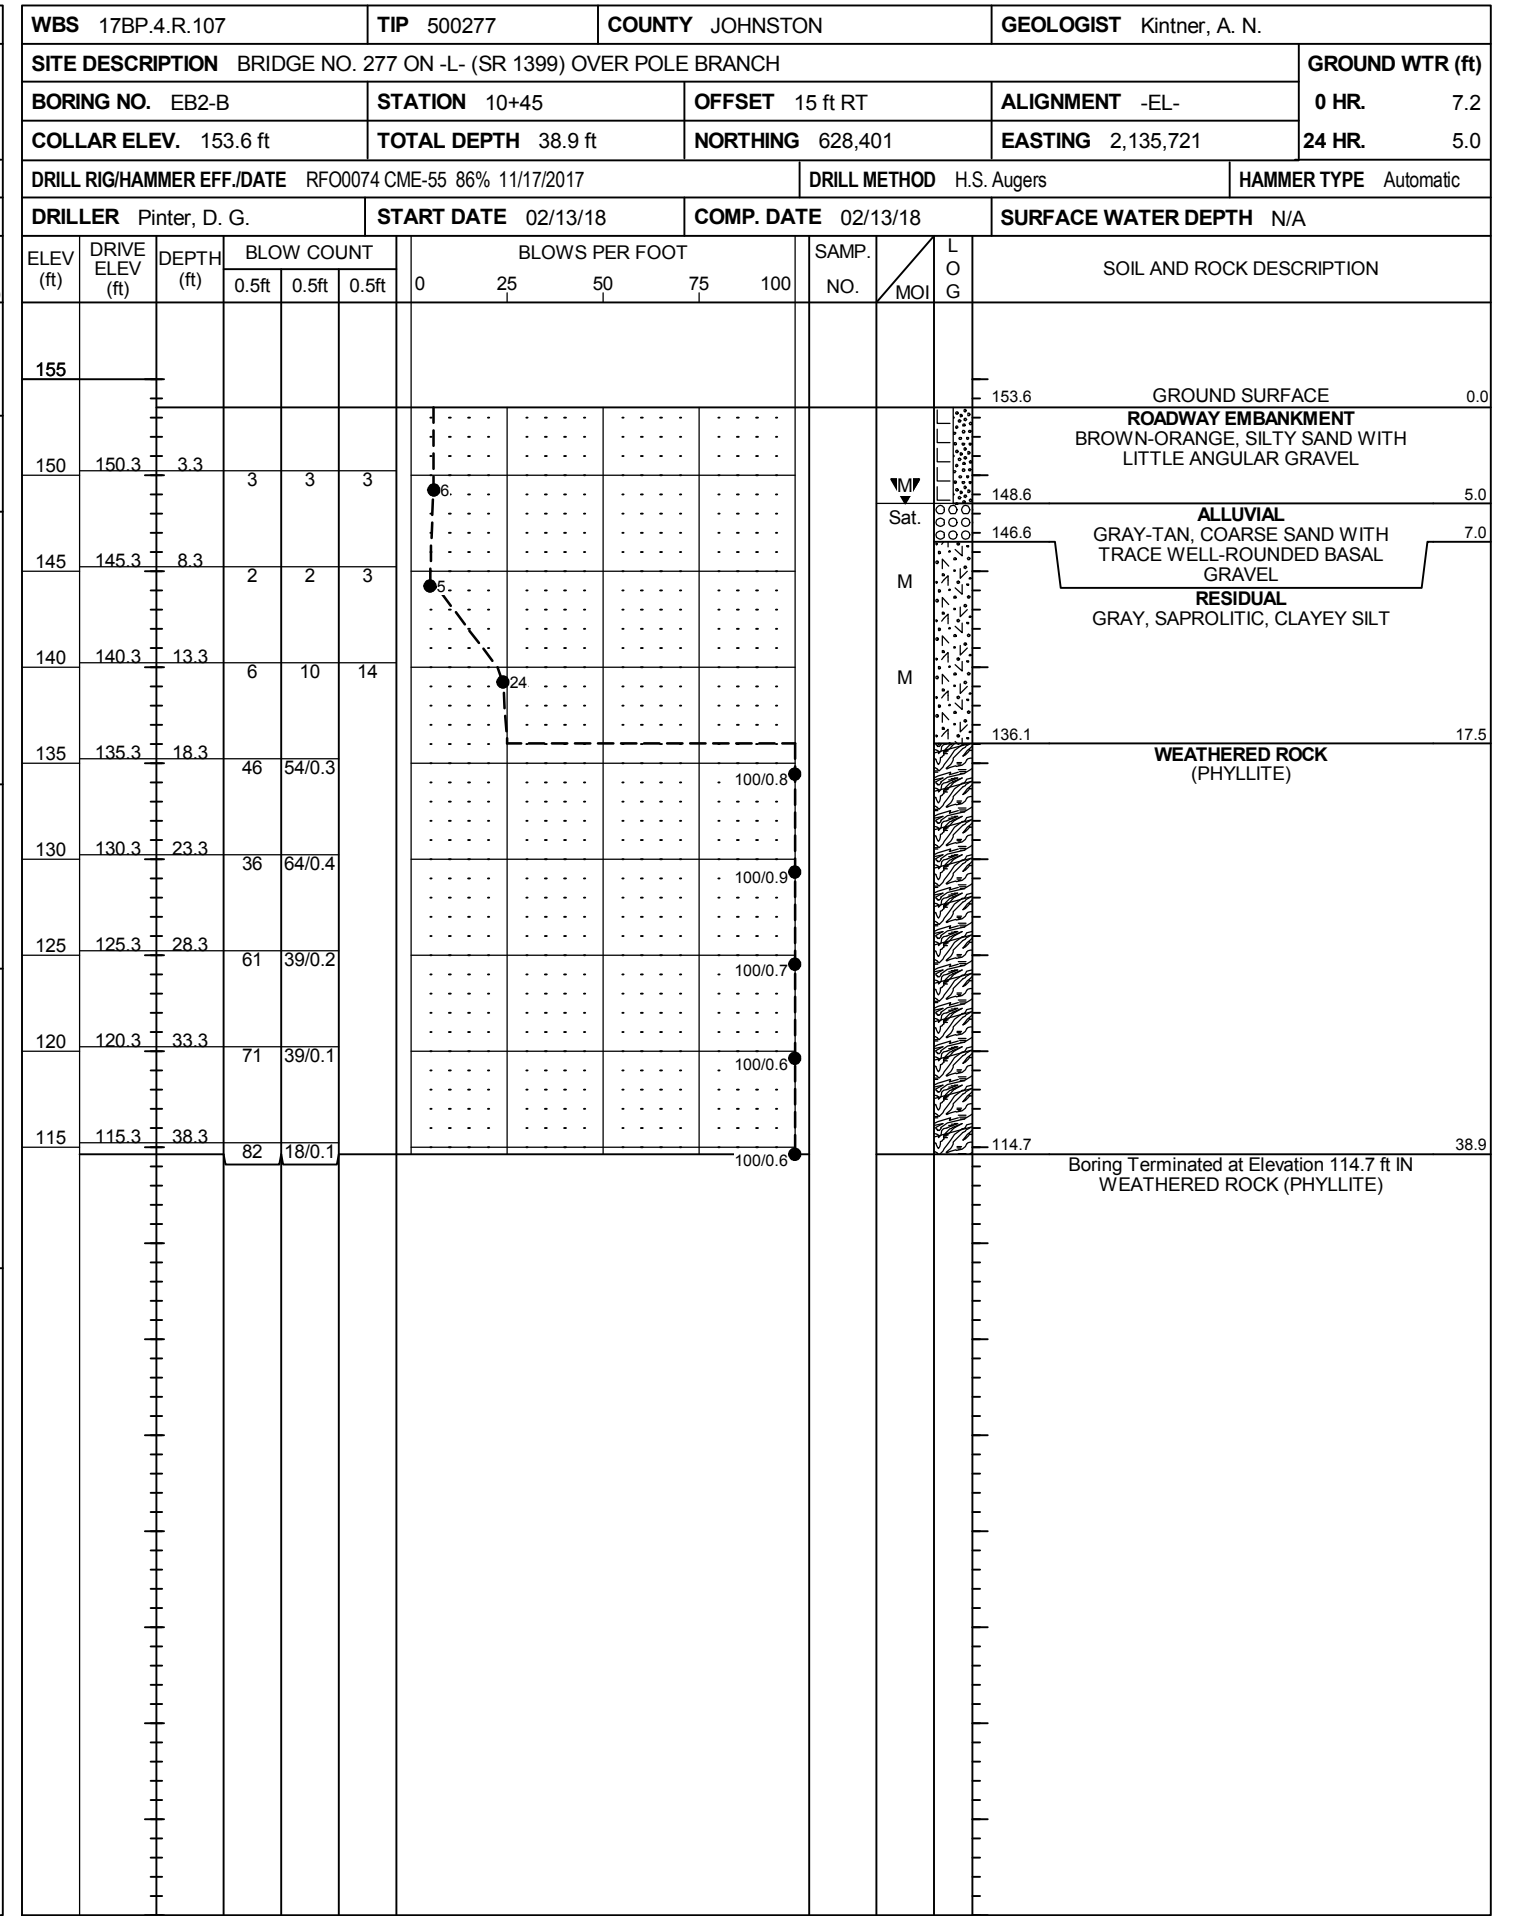 WBS 17BP.4.R.107 TIP 500277 COUNTY JOHNSTON GEOLOGIST Kintner, A. N.
SITE DESCRIPTION BRIDGE NO. 277 ON -L- (SR 1399) OVER POLE BRANCH GROUND WTR (ft)
BORING NO. EB2-B STATION 10+45 OFFSET 15 ft RT ALIGNMENT -EL- 0 HR. 7.2
COLLAR ELEV. 153.6 ft TOTAL DEPTH 38.9 ft NORTHING 628,401 EASTING 2,135,721 24 HR. 5.0
DRILL RIG/HAMMER EFF./DATE RFO0074 CME-55 86% 11/17/2017 DRILL METHOD H.S. Augers HAMMER TYPE Automatic
DRILLER Pinter, D. G. START DATE 02/13/18 COMP. DATE 02/13/18 SURFACE WATER DEPTH N/A
ELEV (ft) DRIVE ELEV (ft) DEPTH (ft) BLOW COUNT BLOWS PER FOOT SAMP. NO. MOI LOG SOIL AND ROCK DESCRIPTION
0.5ft 0.5ft 0.5ft 0 25 50 75 100
155
153.6 GROUND SURFACE 0.0
ROADWAY EMBANKMENT
BROWN-ORANGE, SILTY SAND WITH
LITTLE ANGULAR GRAVEL
150 150.3 3.3
3 3 3 6 M
148.6 5.0
Sat. ALLUVIAL
146.6 GRAY-TAN, COARSE SAND WITH 7.0
TRACE WELL-ROUNDED BASAL
GRAVEL
145 145.3 8.3
2 2 3 5 M
RESIDUAL
GRAY, SAPROLITIC, CLAYEY SILT
140 140.3 13.3
6 10 14 24 M
136.1 17.5
WEATHERED ROCK
(PHYLLITE)
135 135.3 18.3
46 54/0.3 100/0.8
130 130.3 23.3
36 64/0.4 100/0.9
125 125.3 28.3
61 39/0.2 100/0.7
120 120.3 33.3
71 39/0.1 100/0.6
115 115.3 38.3
82 18/0.1 100/0.6
114.7 38.9
Boring Terminated at Elevation 114.7 ft IN
WEATHERED ROCK (PHYLLITE)